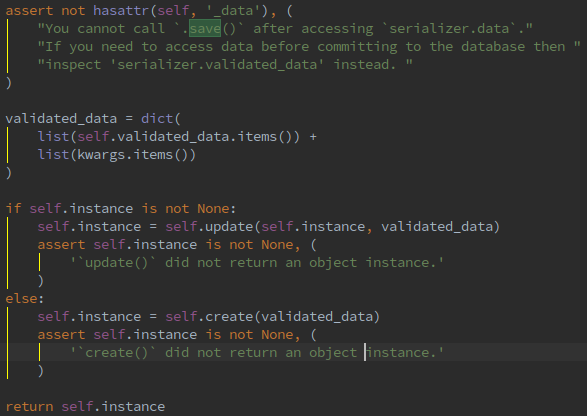 assert not hasattr(self, '_data'), (
    "You cannot call `.save()` after accessing `serializer.data`."
    "If you need to access data before committing to the database then "
    "inspect 'serializer.validated_data' instead. "
)

validated_data = dict(
    list(self.validated_data.items()) +
    list(kwargs.items())
)

if self.instance is not None:
    self.instance = self.update(self.instance, validated_data)
    assert self.instance is not None, (
        '`update()` did not return an object instance.'
    )
else:
    self.instance = self.create(validated_data)
    assert self.instance is not None, (
        '`create()` did not return an object instance.'
    )

return self.instance